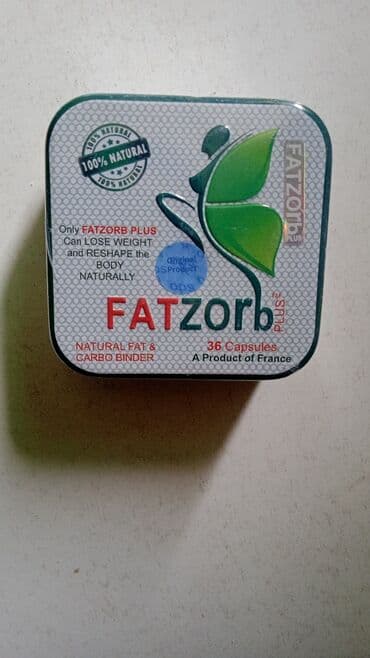 100% NATURAL
100% NATURAL
100% NATURAL
FATZOrb
PLUS
Only FATZORB PLUS
Can LOSE WEIGHT
and RESHAPE the
BODY
NATURALLY
Original
Product
FATZOrb
PLUS
NATURAL FAT &
CARBO BINDER
36 Capsules
A Product of France